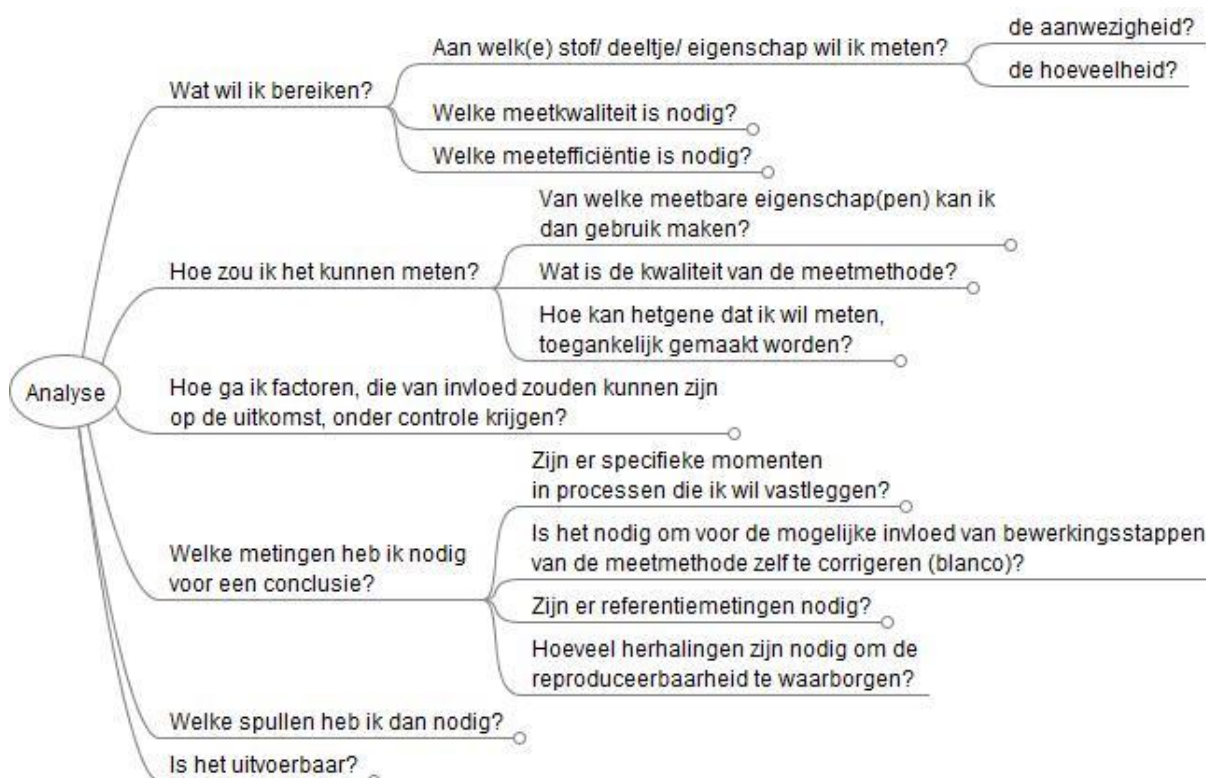 de aanwezigheid?
Aan welk(e) stof/ deeltje/ eigenschap wil ik meten?
de hoeveelheid?
Wat wil ik bereiken?
Welke meetkwaliteit is nodig?
Welke meetefficiëntie is nodig?
Van welke meetbare eigenschap(pen) kan ik
dan gebruik maken?
Hoe zou ik het kunnen meten?
Wat is de kwaliteit van de meetmethode?
Hoe kan hetgene dat ik wil meten,
toegankelijk gemaakt worden?
Analyse
Hoe ga ik factoren, die van invloed zouden kunnen zijn
op de uitkomst, onder controle krijgen?
Zijn er specifieke momenten
in processen die ik wil vastleggen?
Is het nodig om voor de mogelijke invloed van bewerkingsstappen
van de meetmethode zelf te corrigeren (blanco)?
Welke metingen heb ik nodig
voor een conclusie?
Zijn er referentiemetingen nodig?
Hoeveel herhalingen zijn nodig om de
reproduceerbaarheid te waarborgen?
Welke spullen heb ik dan nodig?
Is het uitvoerbaar?